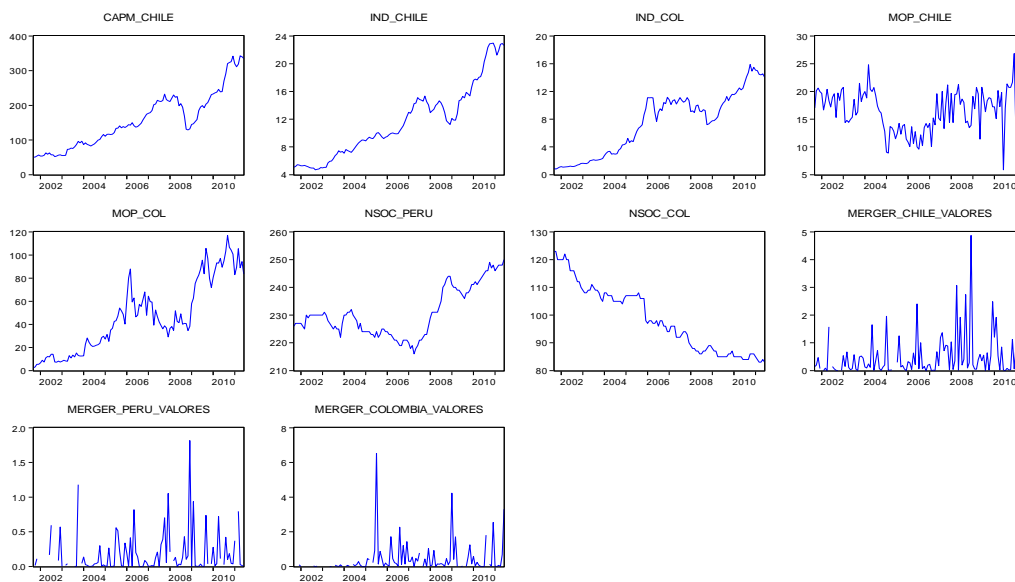 CAPM_CHILE
400
300
200
100
0
2002 2004 2006 2008 2010
IND_CHILE
24
20
16
12
8
4
2002 2004 2006 2008 2010
IND_COL
20
16
12
8
4
0
2002 2004 2006 2008 2010
MOP_CHILE
30
25
20
15
10
5
2002 2004 2006 2008 2010
MOP_COL
120
100
80
60
40
20
0
2002 2004 2006 2008 2010
NSOC_PERU
260
250
240
230
220
210
2002 2004 2006 2008 2010
NSOC_COL
130
120
110
100
90
80
2002 2004 2006 2008 2010
MERGER_CHILE_VALORES
5
4
3
2
1
0
2002 2004 2006 2008 2010
MERGER_PERU_VALORES
2.0
1.5
1.0
0.5
0.0
2002 2004 2006 2008 2010
MERGER_COLOMBIA_VALORES
8
6
4
2
0
2002 2004 2006 2008 2010